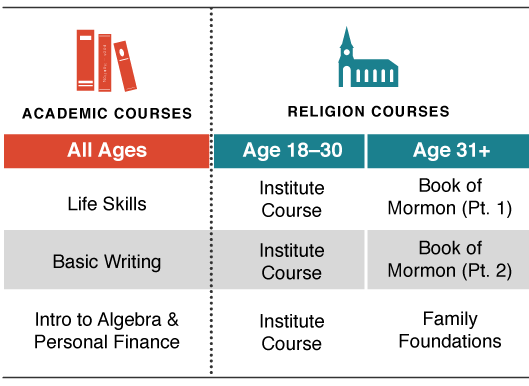 ACADEMIC COURSES
RELIGION COURSES
All Ages
Age 18–30
Age 31+
Life Skills
Institute
Course
Book of
Mormon (Pt. 1)
Basic Writing
Institute
Course
Book of
Mormon (Pt. 2)
Intro to Algebra &
Personal Finance
Institute
Course
Family
Foundations